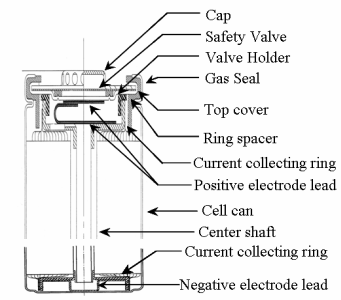 Cap
Safety Valve
Valve Holder
Gas Seal
Top cover
Ring spacer
Current collecting ring
Positive electrode lead
Cell can
Center shaft
Current collecting ring
Negative electrode lead